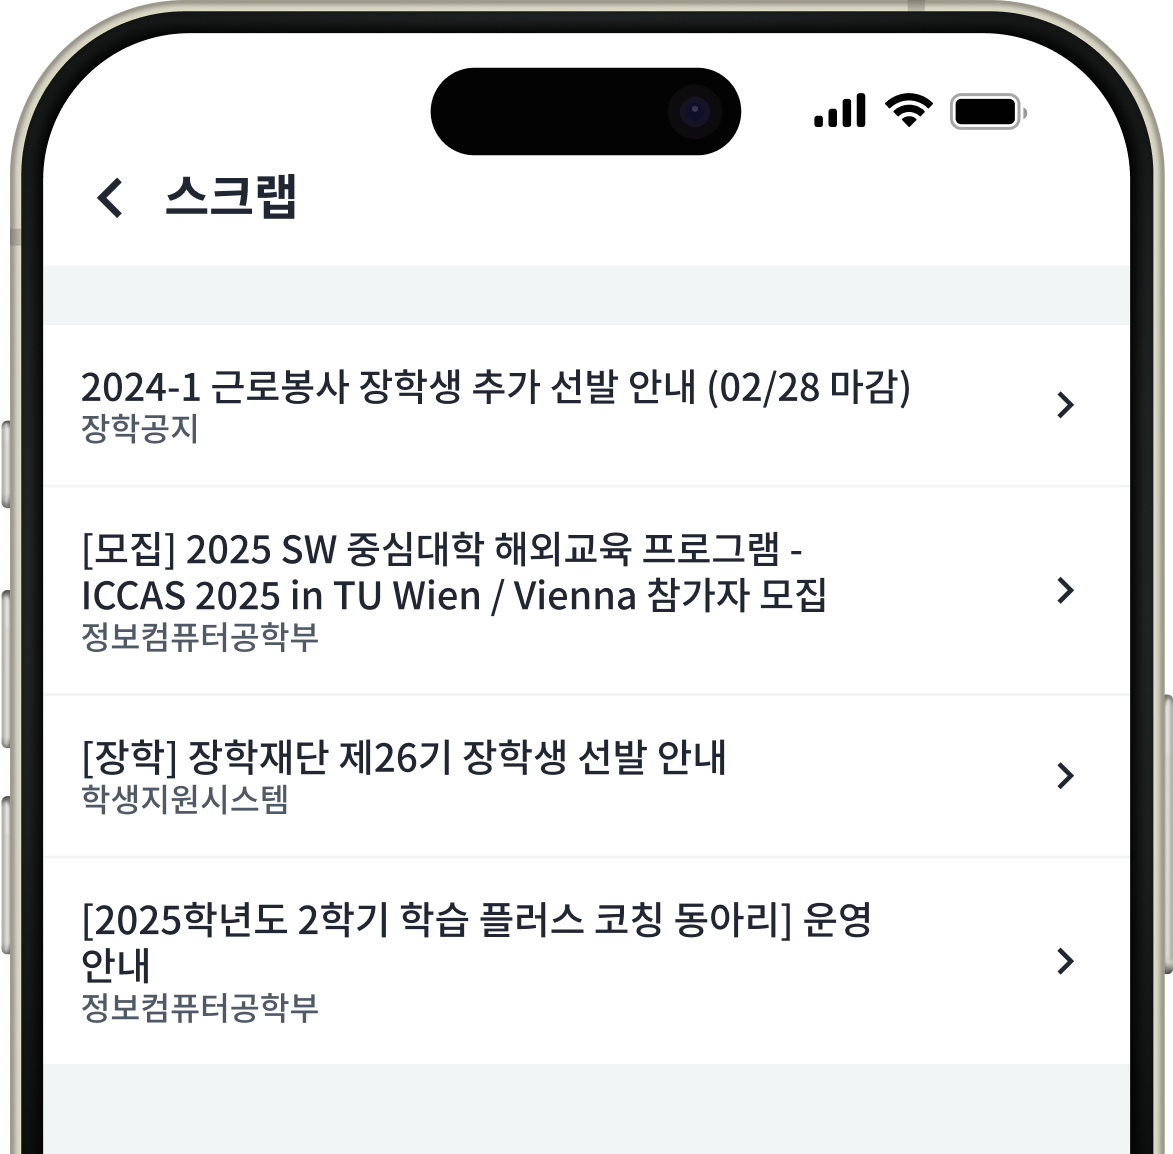 스크랩
2024-1 근로봉사 장학생 추가 선발 안내 (02/28 마감)
장학공지
[모집] 2025 SW 중심대학 해외교육 프로그램 -
ICCAS 2025 in TU Wien / Vienna 참가자 모집
정보컴퓨터공학부
[장학] 장학재단 제26기 장학생 선발 안내
학생지원시스템
[2025학년도 2학기 학습 플러스 코칭 동아리] 운영
안내
정보컴퓨터공학부